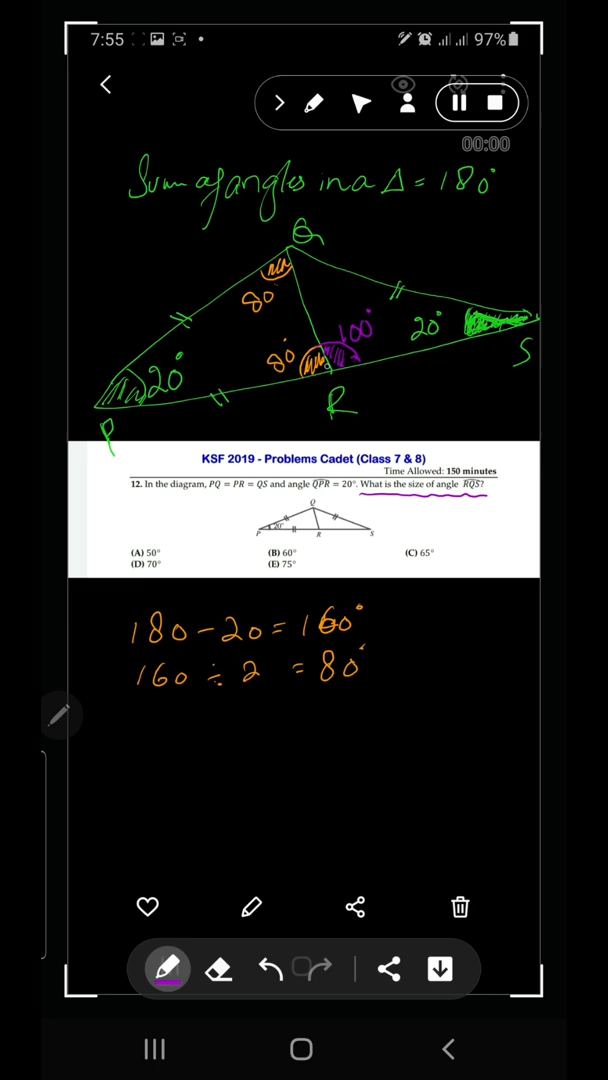 7:55
97%
00:00
Sum of angles in a Δ = 180°
Q
80
100°
80°
20°
20°
S
R
P
KSF 2019 - Problems Cadet (Class 7 & 8)
Time Allowed: 150 minutes
12. In the diagram, PQ = PR = QS and angle QPR = 20°. What is the size of angle RQS?
Q
20°
P R S
(A) 50° (B) 60° (C) 65°
(D) 70° (E) 75°
180 - 20 = 160°
160 ÷ 2 = 80°